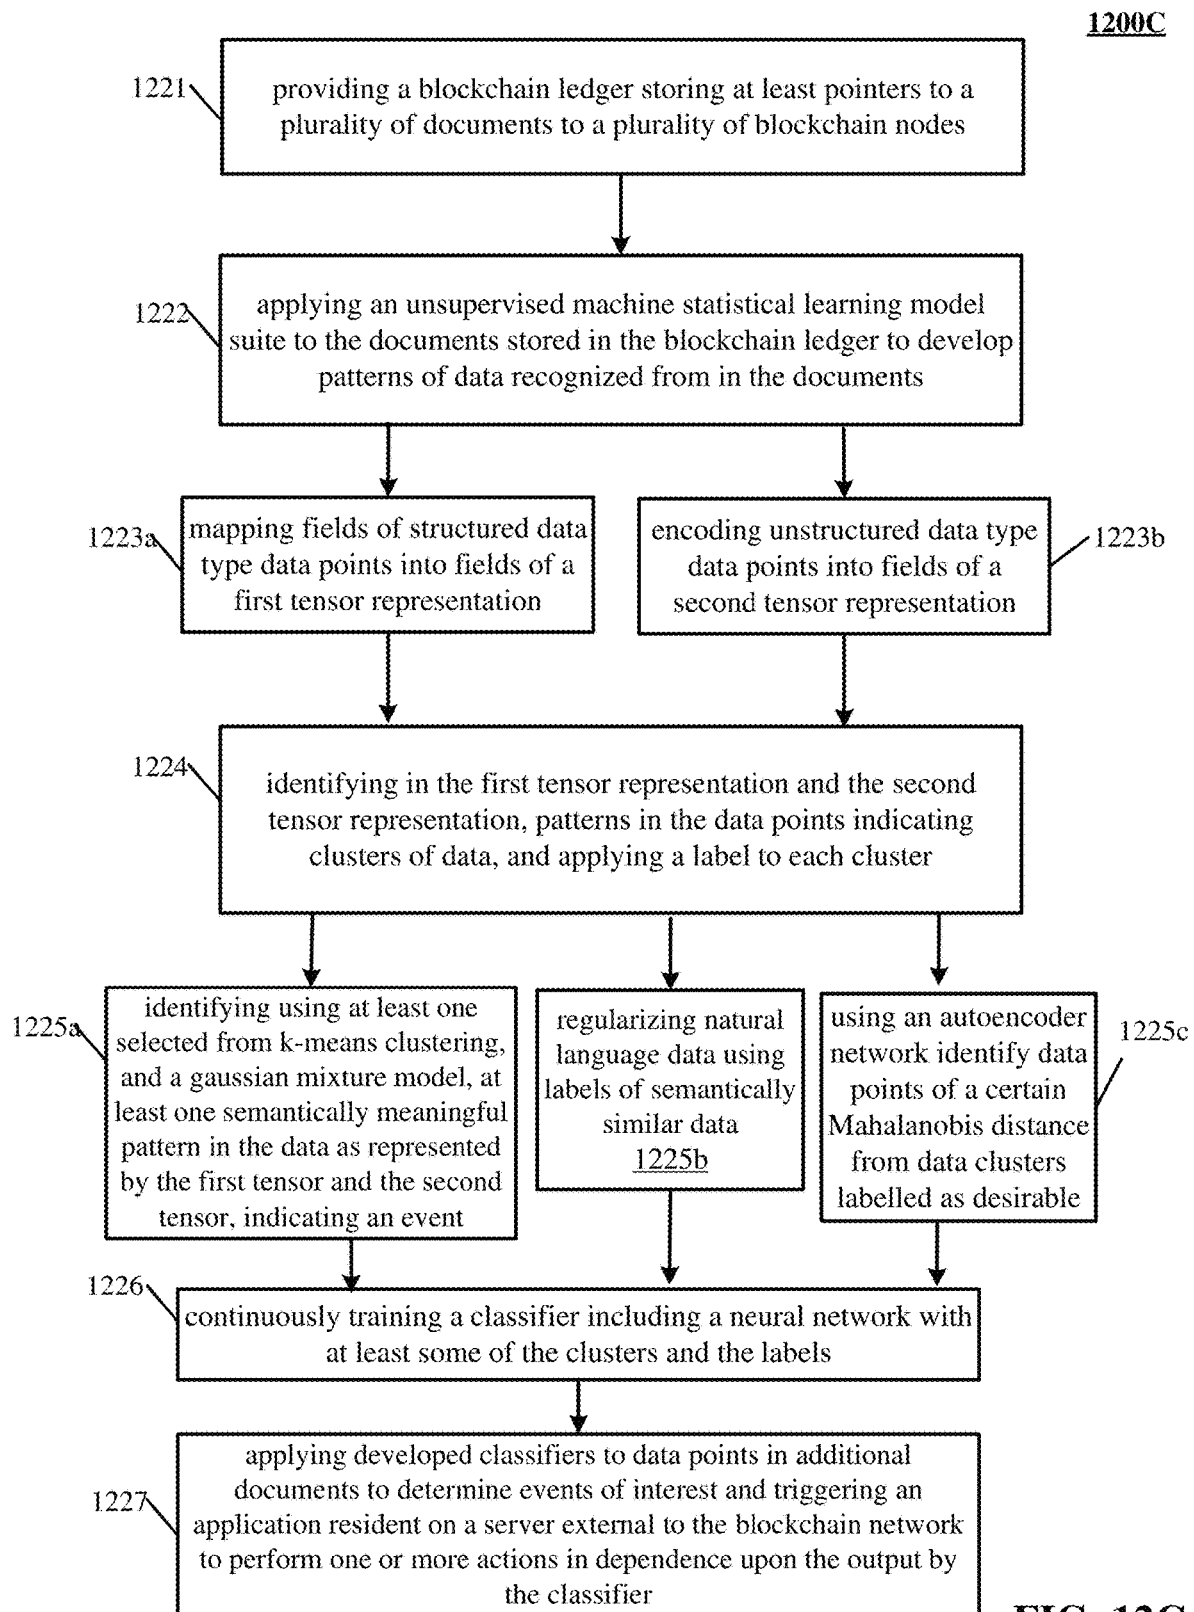 1200C
1221
providing a blockchain ledger storing at least pointers to a
plurality of documents to a plurality of blockchain nodes
1222
applying an unsupervised machine statistical learning model
suite to the documents stored in the blockchain ledger to develop
patterns of data recognized from in the documents
1223a
mapping fields of structured data
type data points into fields of a
first tensor representation
encoding unstructured data type
data points into fields of a
second tensor representation
1223b
1224
identifying in the first tensor representation and the second
tensor representation, patterns in the data points indicating
clusters of data, and applying a label to each cluster
1225a
identifying using at least one
selected from k-means clustering,
and a gaussian mixture model, at
least one semantically meaningful
pattern in the data as represented
by the first tensor and the second
tensor, indicating an event
regularizing natural
language data using
labels of semantically
similar data
1225b
using an autoencoder
network identify data
points of a certain
Mahalanobis distance
from data clusters
labelled as desirable
1225c
1226
continuously training a classifier including a neural network with
at least some of the clusters and the labels
1227
applying developed classifiers to data points in additional
documents to determine events of interest and triggering an
application resident on a server external to the blockchain network
to perform one or more actions in dependence upon the output by
the classifier
FIG. 12C